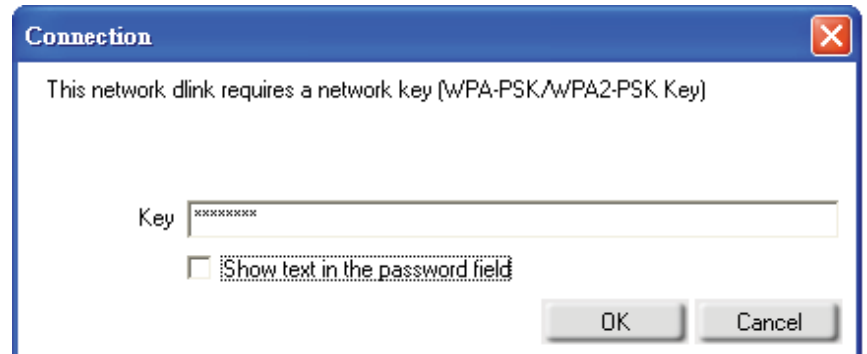 Connection
This network dlink requires a network key (WPA-PSK/WPA2-PSK Key)
Key ********
Show text in the password field
OK Cancel